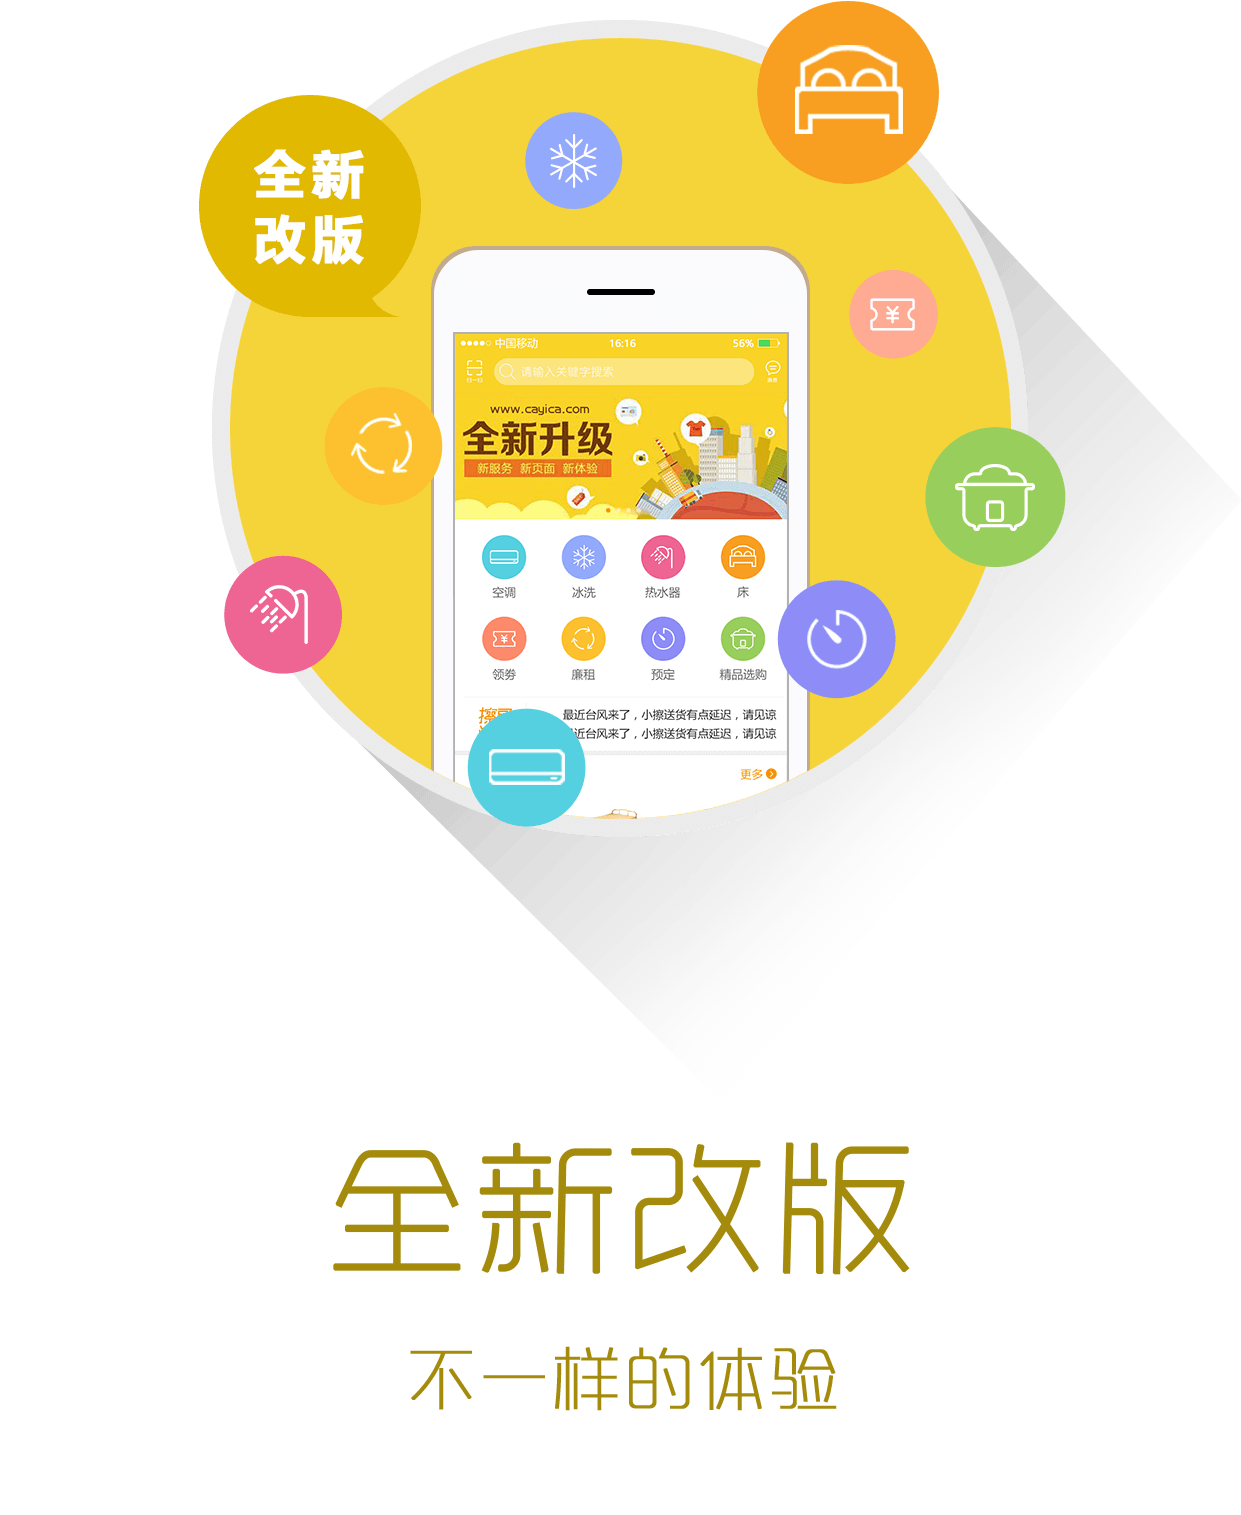 全新
改版
中国移动
16:16
56%
扫一扫
请输入关键字搜索
消息
www.cayica.com
全新升级
新服务 新页面 新体验
空调
冰洗
热水器
床
领券
廉租
预定
精品选购
最近台风来了，小擦送货有点延迟，请见谅
近台风来了，小擦送货有点延迟，请见谅
更多
全新改版
不一样的体验